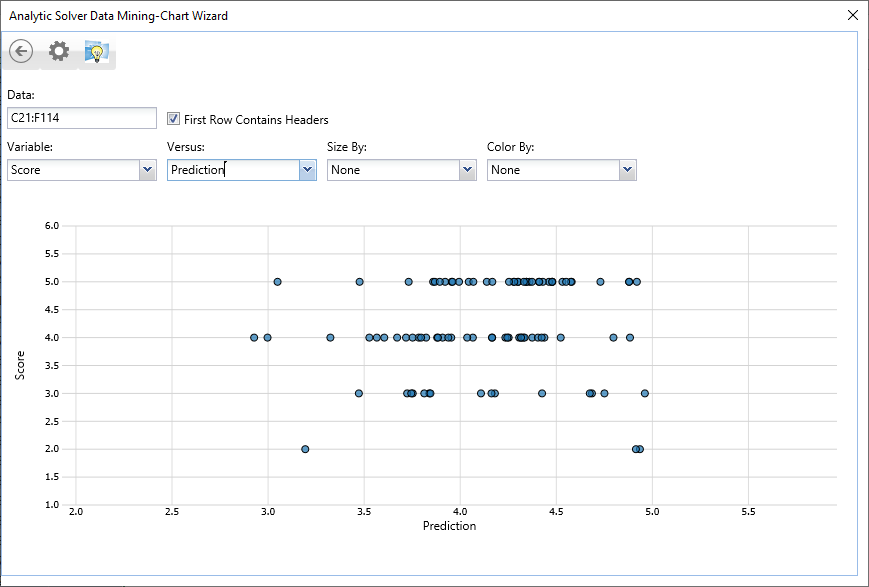 Analytic Solver Data Mining-Chart Wizard
Data:
C21:F114
First Row Contains Headers
Variable: Versus: Size By: Color By:
Score Prediction None None
6.0
5.5
5.0
4.5
4.0
3.5
3.0
2.5
2.0
1.5
1.0
Score
2.0 2.5 3.0 3.5 4.0 4.5 5.0 5.5
Prediction